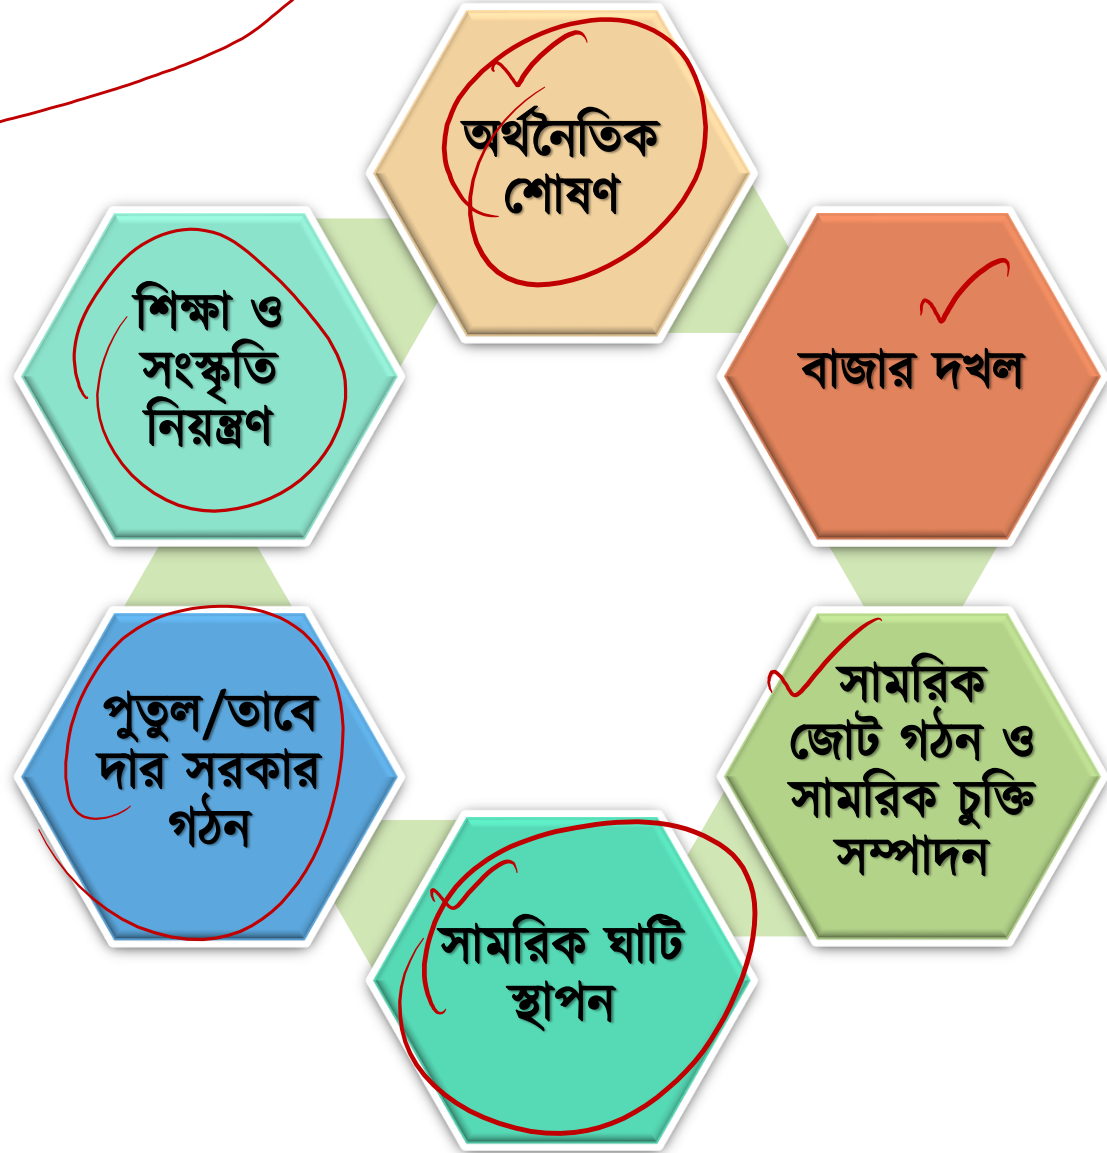 অর্থনৈতিক
শোষণ
বাজার দখল
সামরিক
জোট গঠন ও
সামরিক চুক্তি
সম্পাদন
সামরিক ঘাটি
স্থাপন
পুতুল/তাবে
দার সরকার
গঠন
শিক্ষা ও
সংস্কৃতি
নিয়ন্ত্রণ